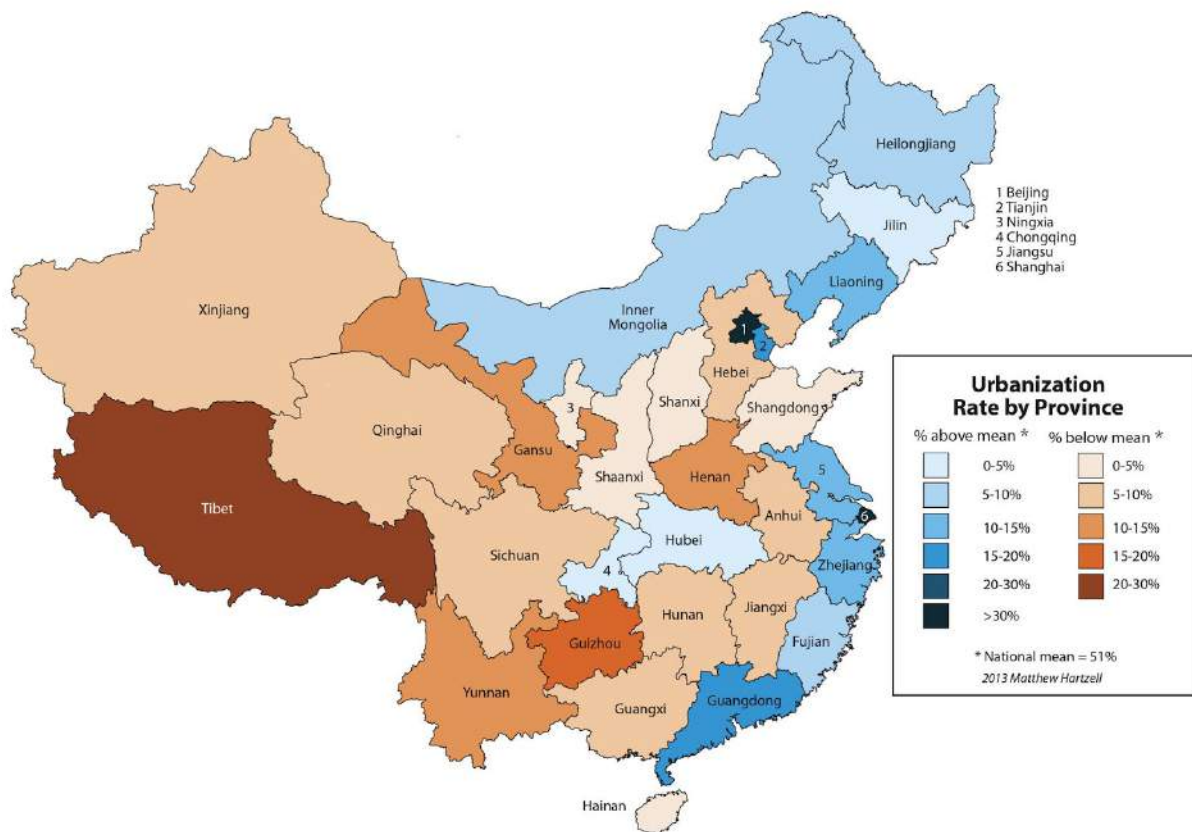 Heilongjiang
1 Beijing
2 Tianjin
3 Ningxia
4 Chongqing
5 Jiangsu
6 Shanghai
Jilin
Liaoning
Xinjiang
Inner
Mongolia
1
2
Hebei
3
Shanxi
Shangdong
Qinghai
Gansu
Shaanxi
Henan
5
Tibet
Anhui
6
Sichuan
Hubei
4
Zhejiang
Hunan
Jiangxi
Guizhou
Fujian
Yunnan
Guangxi
Guangdong
Hainan
Urbanization
Rate by Province
% above mean * % below mean *
0-5% 0-5%
5-10% 5-10%
10-15% 10-15%
15-20% 15-20%
20-30% 20-30%
>30%
* National mean = 51%
2013 Matthew Hartzell